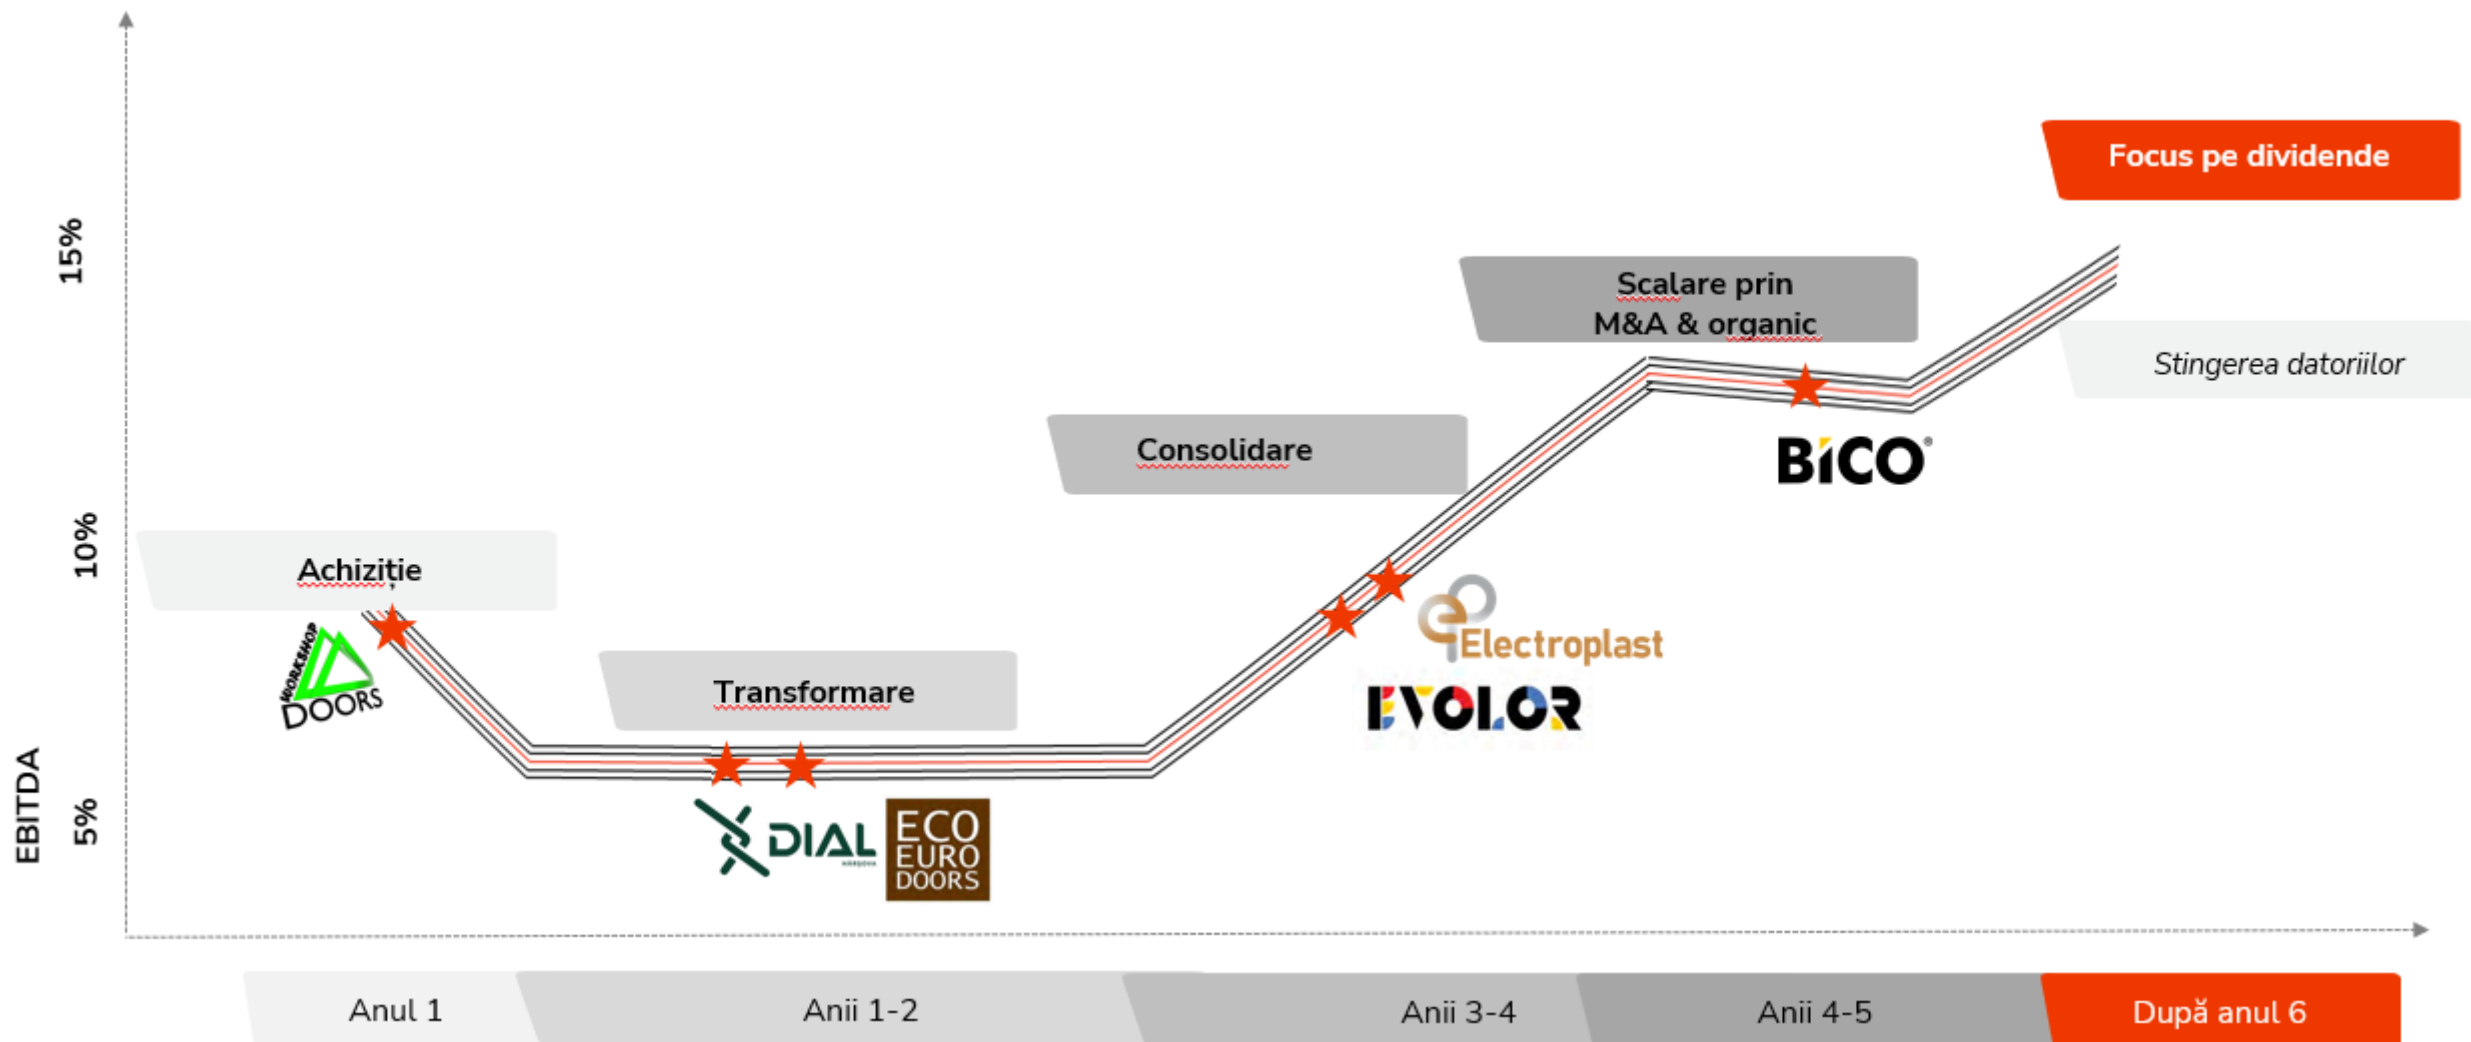 Focus pe dividende
15%
Scalare prin
M&A & organic
Stingerea datoriilor
Consolidare
BiCO®
10%
Achiziție
WORKSHOP
DOORS
Electroplast
EVOLOR
Transformare
EBITDA
5%
DIAL
ECO
EURO
DOORS
Anul 1
Anii 1-2
Anii 3-4
Anii 4-5
După anul 6